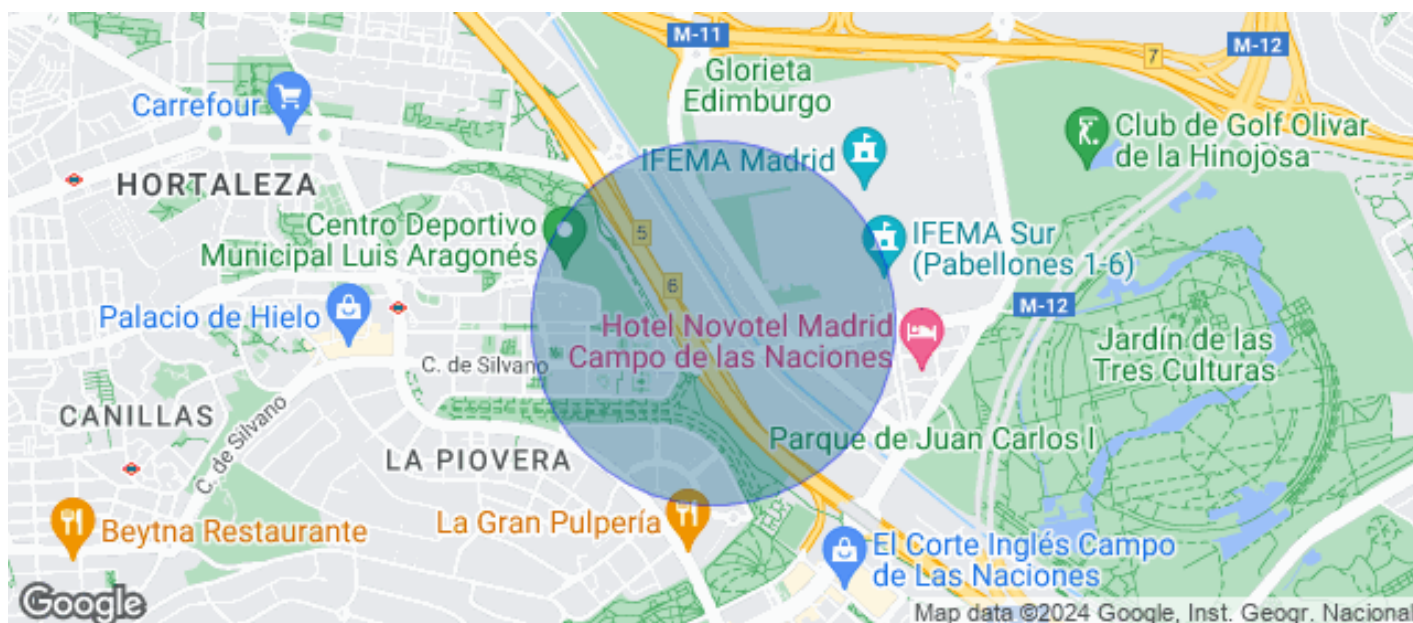 M-11
M-12
7
Glorieta
Edimburgo
Carrefour
IFEMA Madrid
Club de Golf Olivar
de la Hinojosa
HORTALEZA
Centro Deportivo
Municipal Luis Aragonés
5
IFEMA Sur
(Pabellones 1-6)
6
M-12
Palacio de Hielo
Hotel Novotel Madrid
Campo de las Naciones
Jardín de las
Tres Culturas
C. de Silvano
CANILLAS
C. de Silvano
LA PIOVERA
Parque de Juan Carlos I
Beytna Restaurante
La Gran Pulpería
El Corte Inglés Campo
de Las Naciones
Google
Map data ©2024 Google, Inst. Geogr. Nacional